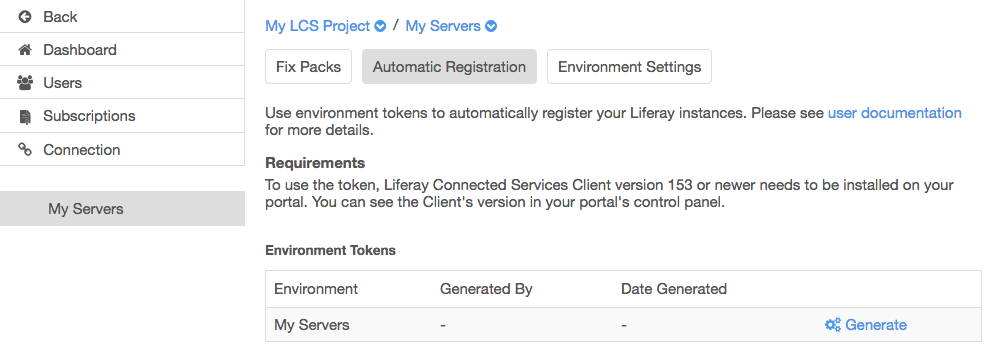 Back
Dashboard
Users
Subscriptions
Connection
My Servers
My LCS Project / My Servers
Fix Packs Automatic Registration Environment Settings
Use environment tokens to automatically register your Liferay instances. Please see user documentation
for more details.
Requirements
To use the token, Liferay Connected Services Client version 153 or newer needs to be installed on your
portal. You can see the Client's version in your portal's control panel.
Environment Tokens
Environment Generated By Date Generated
My Servers - - Generate